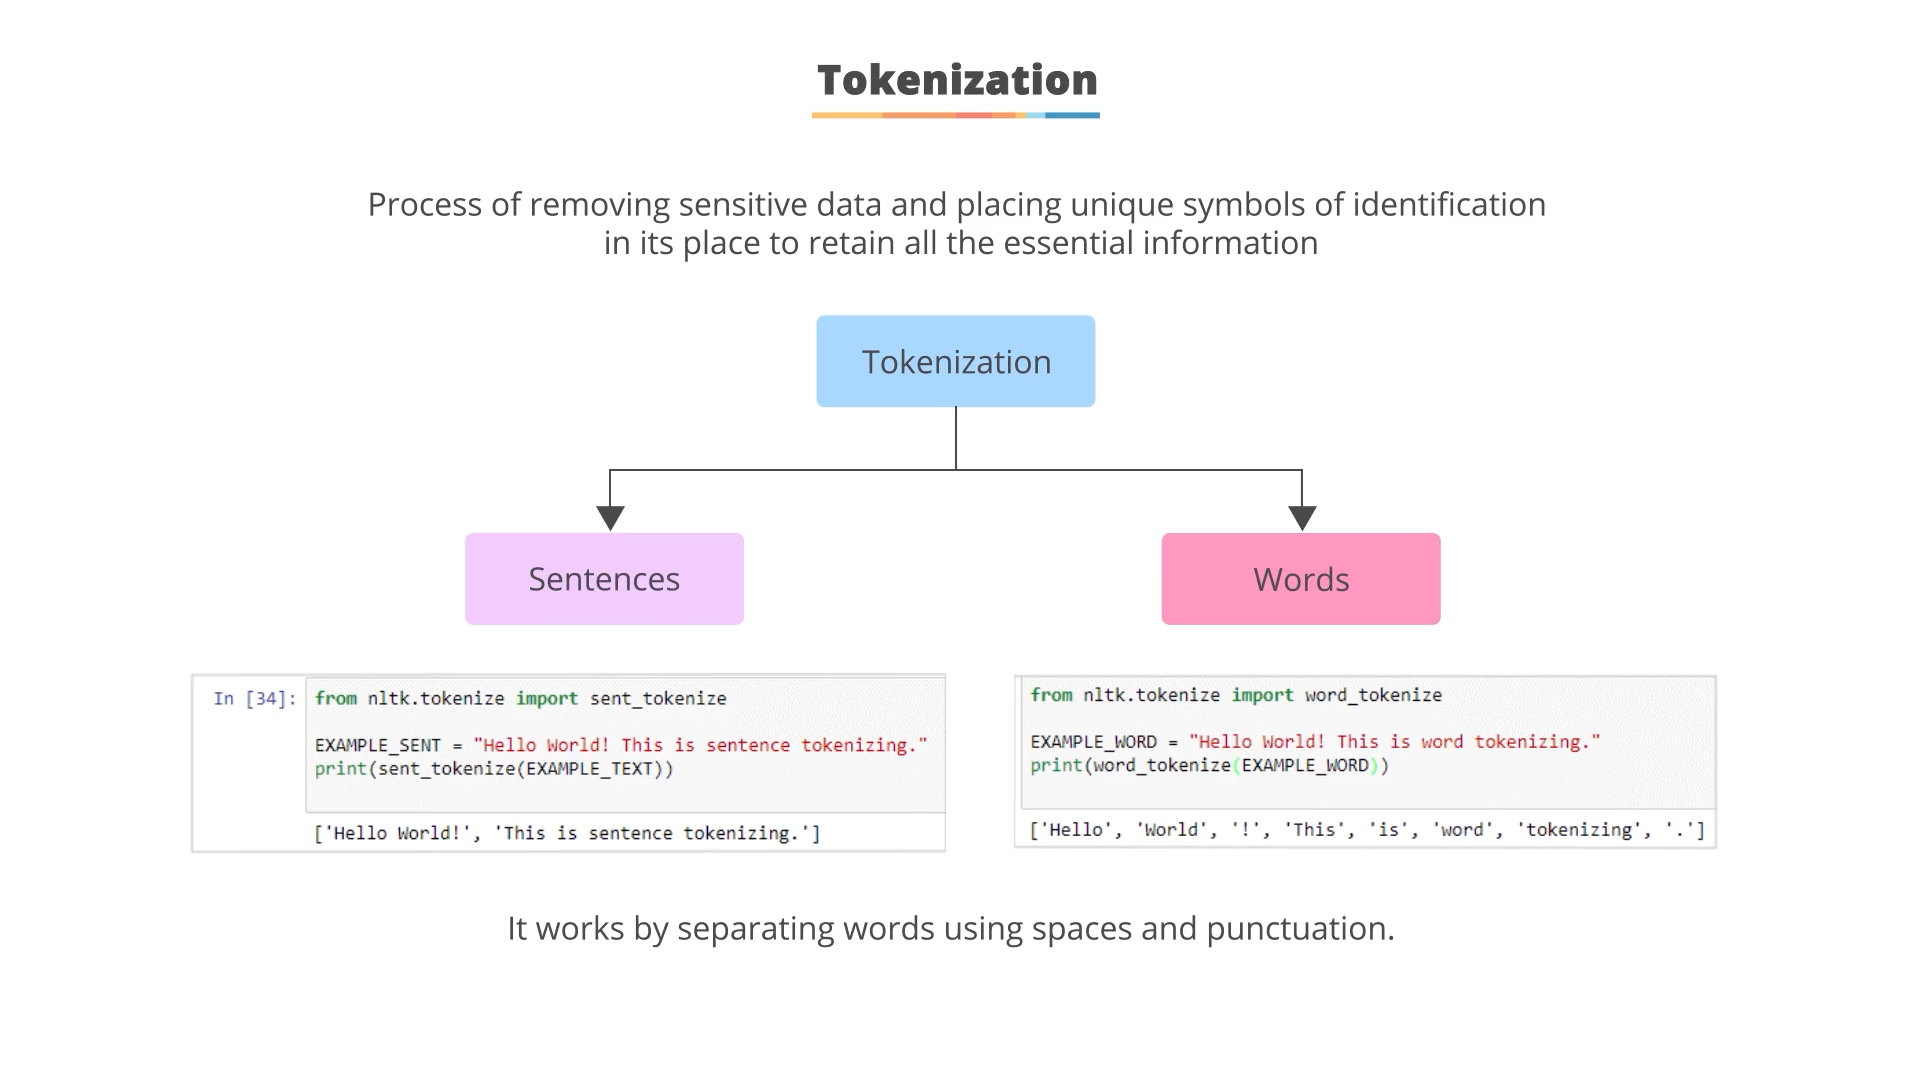 Tokenization
Process of removing sensitive data and placing unique symbols of identification
in its place to retain all the essential information
Tokenization
Sentences
Words
In [34]:
from nltk.tokenize import sent_tokenize
EXAMPLE_SENT = "Hello World! This is sentence tokenizing."
print(sent_tokenize(EXAMPLE_TEXT))
['Hello World!', 'This is sentence tokenizing.']
from nltk.tokenize import word_tokenize
EXAMPLE_WORD = "Hello World! This is word tokenizing."
print(word_tokenize(EXAMPLE_WORD))
['Hello', 'World', '!', 'This', 'is', 'word', 'tokenizing', '.']
It works by separating words using spaces and punctuation.